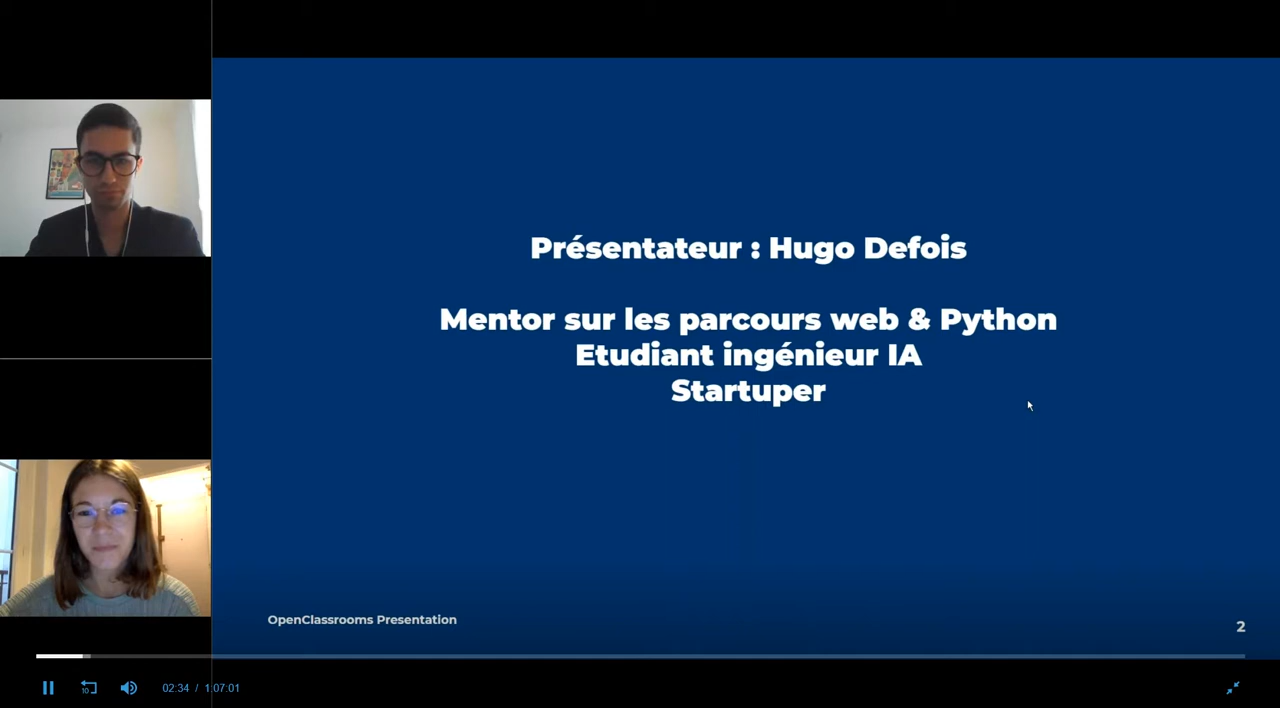 Présentateur : Hugo Defois
Mentor sur les parcours web & Python
Etudiant ingénieur IA
Startuper
OpenClassrooms Presentation
2
10
02:34 / 1:07:01